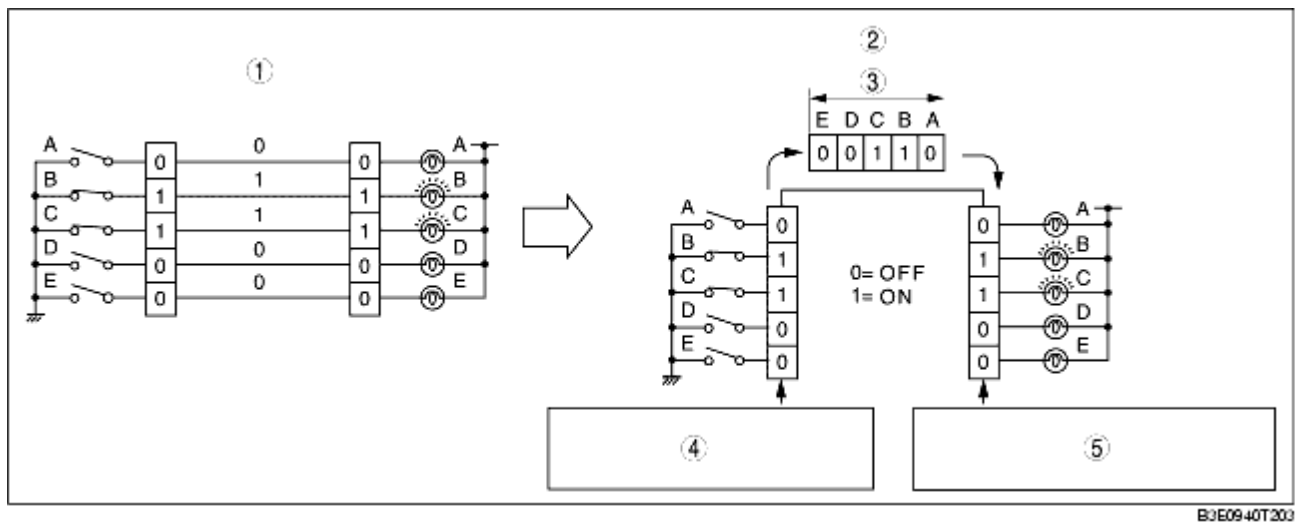 ①
A 0 0 0 A
B 1 1 1 B
C 1 1 1 C
D 0 0 0 D
E 0 0 0 E
②
③
E D C B A
0 0 1 1 0
A 0 0 A
B 1 1 B
C 1 1 C
D 0 0 D
E 0 0 E
0= OFF
1= ON
④
⑤
B3E0940T203